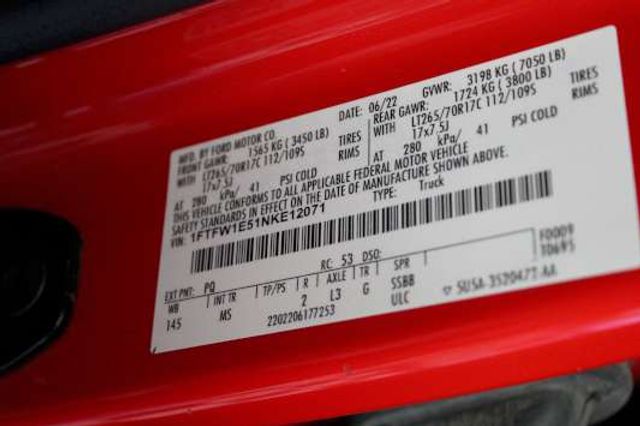 MFD. BY FORD MOTOR CO. DATE: 06/22 GVWR: 3198 KG ( 7050 LB)
FRONT GAWR: 1565 KG ( 3450 LB) REAR GAWR: 1724 KG ( 3800 LB)
WITH LT265/70R17C 112/109S TIRES WITH LT265/70R17C 112/109S TIRES
17x7.5J RIMS 17x7.5J RIMS
AT 280 kPa/ 41 PSI COLD AT 280 kPa/ 41 PSI COLD
THIS VEHICLE CONFORMS TO ALL APPLICABLE FEDERAL MOTOR VEHICLE
SAFETY STANDARDS IN EFFECT ON THE DATE OF MANUFACTURE SHOWN ABOVE.
VIN: 1FTFW1E51NKE12071 TYPE: Truck
F0009
T0695
EXT PNT: PQ RC: 53 DSO:
WB INT TR TP/PS R AXLE TR SPR
145 MS 2 L3 G SSBB
2202206177253 ULC SU5A-3520472-AA